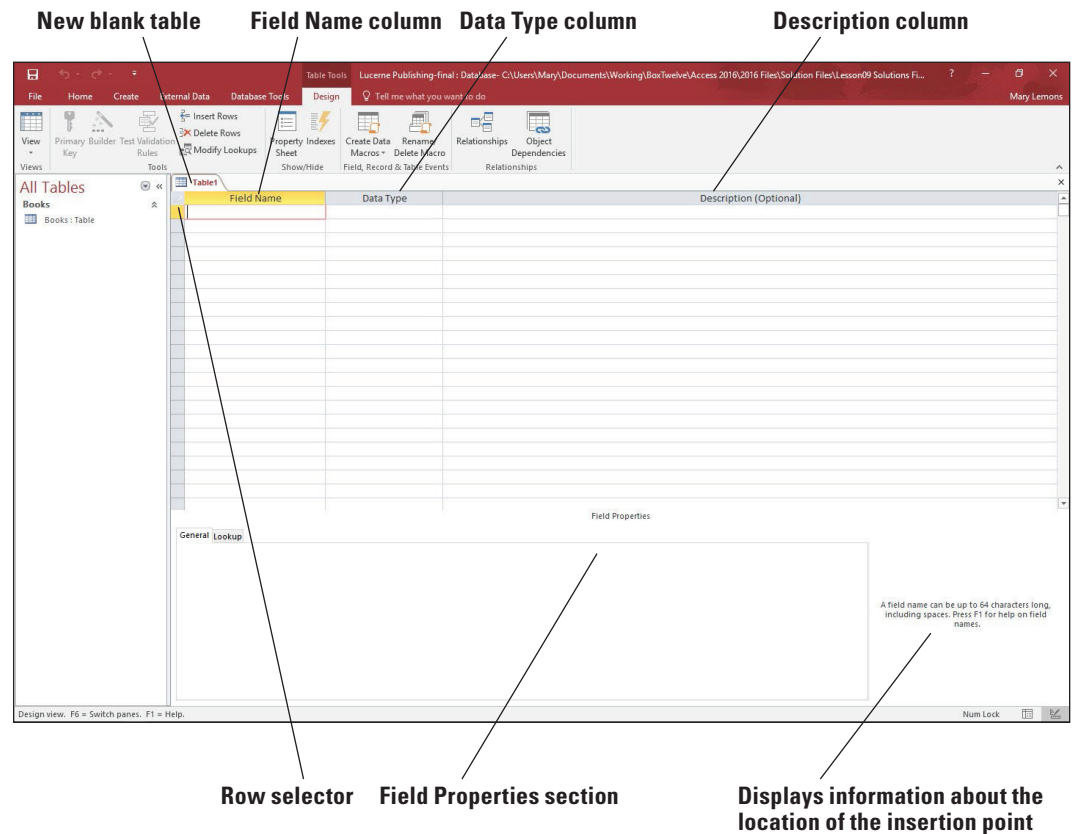 New blank table Field Name column Data Type column Description column
Table Tools Lucerne Publishing-final : Database- C:\Users\Mary\Documents\Working\BoxTwelve\Access 2016\2016 Files\Solution Files\Lesson09 Solutions Fi... ?
File Home Create External Data Database Tools Design Tell me what you want to do Mary Lemons
View
Views
Primary Key
Builder
Test Validation Rules
Insert Rows
Delete Rows
Modify Lookups
Tools
Property Sheet
Indexes
Show/Hide
Create Data Macros
Rename/ Delete Macro
Field, Record & Table Events
Relationships
Object Dependencies
Relationships
All Tables
Books
Books : Table
Table1
Field Name Data Type Description (Optional)
Field Properties
General Lookup
A field name can be up to 64 characters long,
including spaces. Press F1 for help on field
names.
Design view. F6 = Switch panes. F1 = Help. Num Lock
Row selector Field Properties section Displays information about the
location of the insertion point